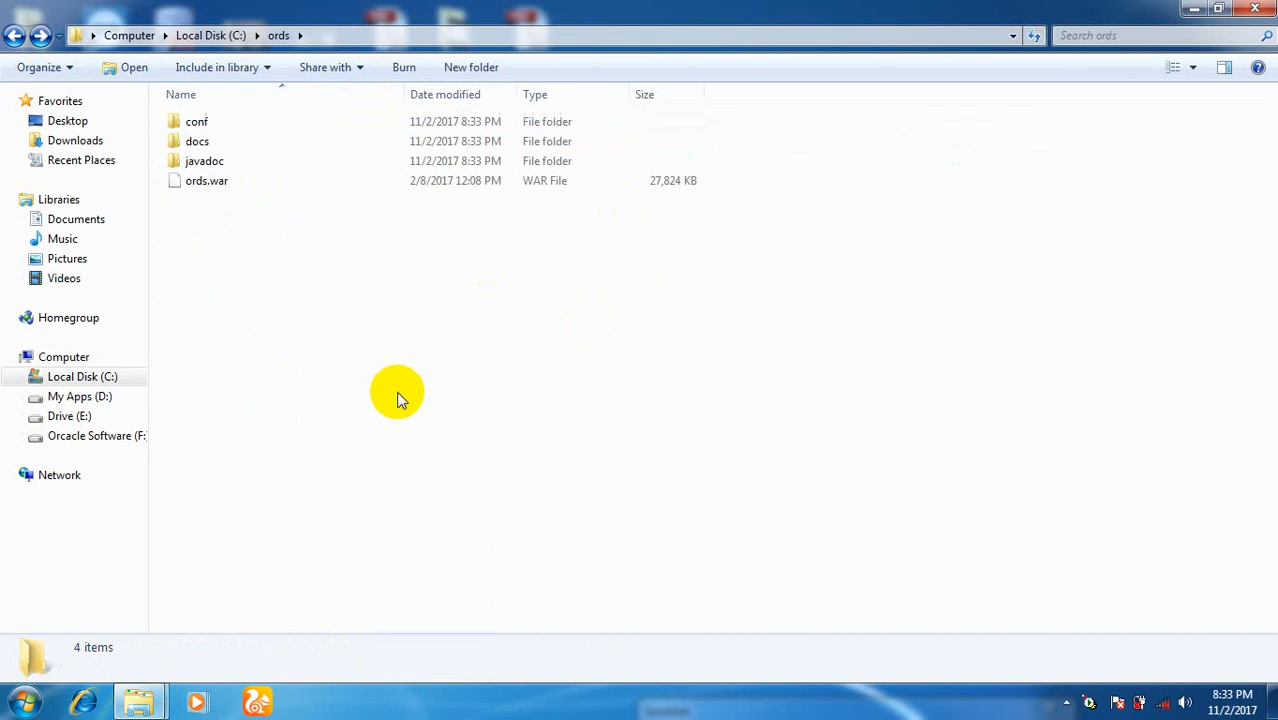 Computer Local Disk (C:) ords Search ords
Organize Open Include in library Share with Burn New folder
Name Date modified Type Size
Favorites
Desktop
Downloads
Recent Places
Libraries
Documents
Music
Pictures
Videos
Homegroup
Computer
Local Disk (C:)
My Apps (D:)
Drive (E:)
Orcacle Software (F:
Network
conf 11/2/2017 8:33 PM File folder
docs 11/2/2017 8:33 PM File folder
javadoc 11/2/2017 8:33 PM File folder
ords.war 2/8/2017 12:08 PM WAR File 27,824 KB
4 items
8:33 PM
11/2/2017